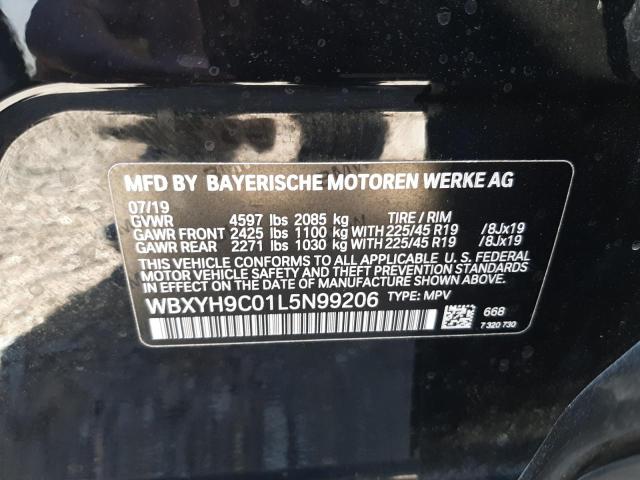 MFD BY BAYERISCHE MOTOREN WERKE AG
07/19
GVWR 4597 lbs 2085 kg TIRE / RIM
GAWR FRONT 2425 lbs 1100 kg WITH 225/45 R19 /8Jx19
GAWR REAR 2271 lbs 1030 kg WITH 225/45 R19 /8Jx19
THIS VEHICLE CONFORMS TO ALL APPLICABLE U. S. FEDERAL
MOTOR VEHICLE SAFETY AND THEFT PREVENTION STANDARDS
IN EFFECT ON THE DATE OF MANUFACTURE SHOWN ABOVE.
WBXYH9C01L5N99206 TYPE: MPV
668
7 320 730